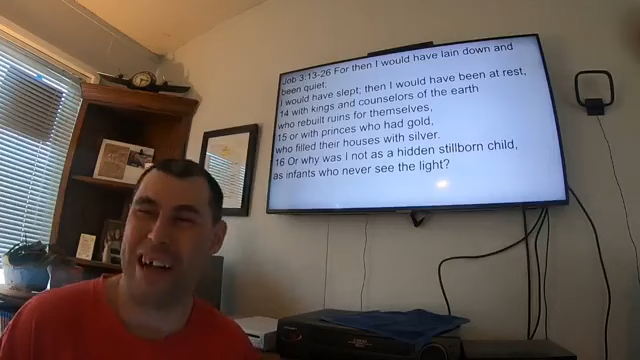 Job 3:13-26 For then I would have lain down and
been quiet;
I would have slept; then I would have been at rest,
14 with kings and counselors of the earth
who rebuilt ruins for themselves,
15 or with princes who had gold,
who filled their houses with silver.
16 Or why was I not as a hidden stillborn child,
as infants who never see the light?